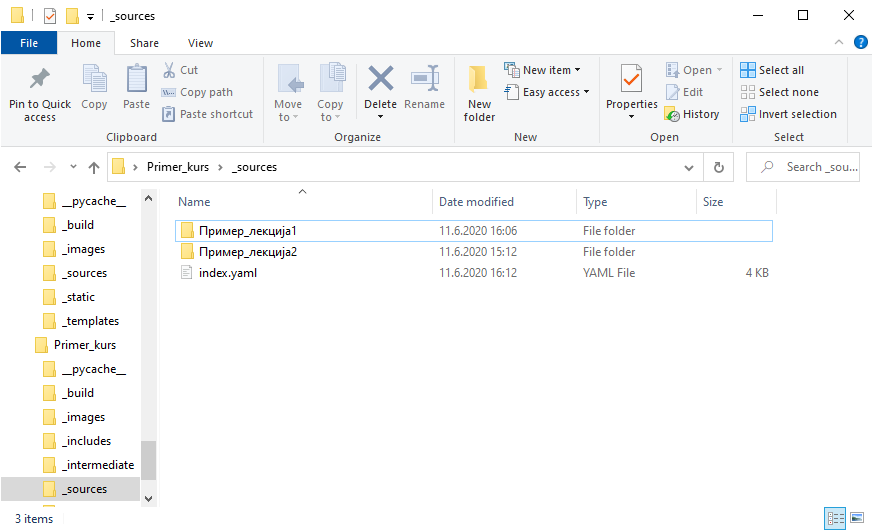 _sources
File Home Share View
Pin to Quick access
Copy
Paste
Cut
Copy path
Paste shortcut
Clipboard
Move to
Copy to
Delete
Rename
Organize
New folder
New item
Easy access
New
Properties
Open
Edit
History
Open
Select all
Select none
Invert selection
Select
Primer_kurs > _sources
Search _sou...
__pycache__
_build
_images
_sources
_static
_templates
Primer_kurs
__pycache__
_build
_images
_includes
_intermediate
_sources
Name Date modified Type Size
Пример_лекција1 11.6.2020 16:06 File folder
Пример_лекција2 11.6.2020 15:12 File folder
index.yaml 11.6.2020 16:12 YAML File 4 KB
3 items